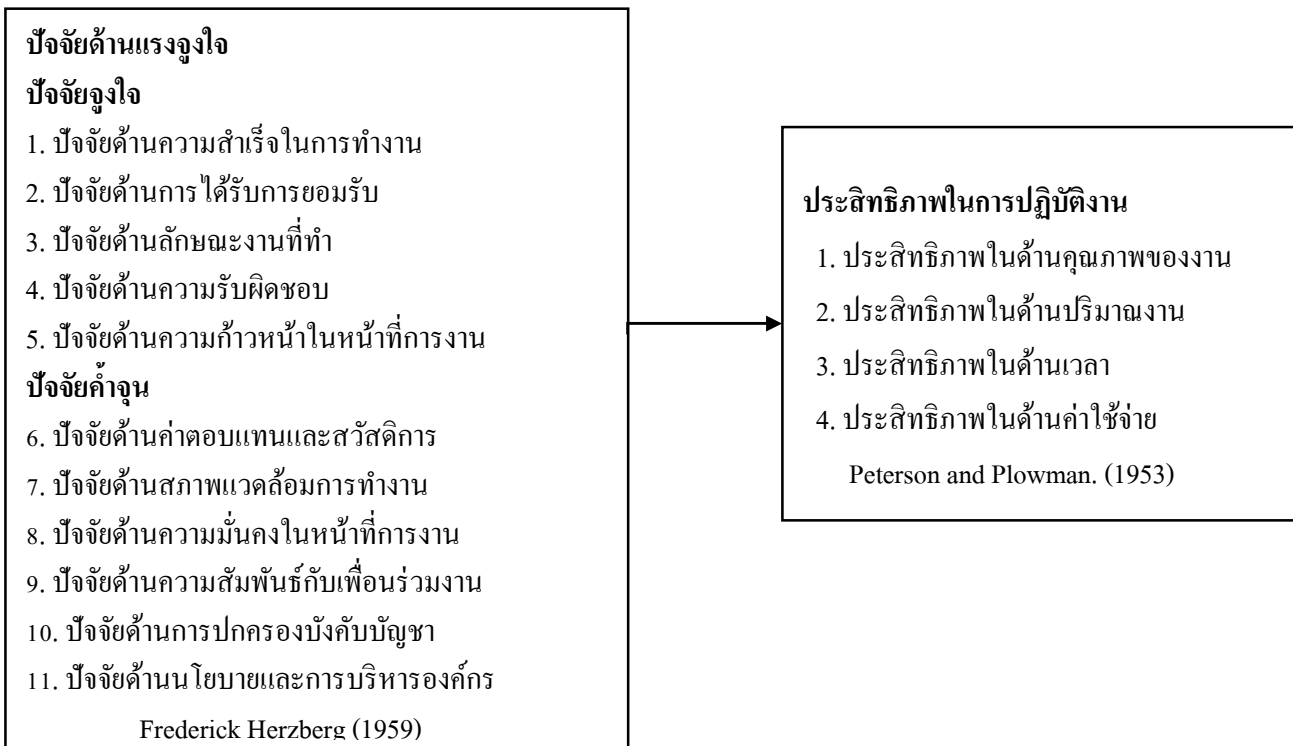 ปัจจัยด้านแรงจูงใจ
ปัจจัยจูงใจ
1. ปัจจัยด้านความสำเร็จในการทำงาน
2. ปัจจัยด้านการได้รับการยอมรับ
3. ปัจจัยด้านลักษณะงานที่ทำ
4. ปัจจัยด้านความรับผิดชอบ
5. ปัจจัยด้านความก้าวหน้าในหน้าที่การงาน
ปัจจัยค้ำจุน
6. ปัจจัยด้านค่าตอบแทนและสวัสดิการ
7. ปัจจัยด้านสภาพแวดล้อมการทำงาน
8. ปัจจัยด้านความมั่นคงในหน้าที่การงาน
9. ปัจจัยด้านความสัมพันธ์กับเพื่อนร่วมงาน
10. ปัจจัยด้านการปกครองบังคับบัญชา
11. ปัจจัยด้านนโยบายและการบริหารองค์กร
Frederick Herzberg (1959)
ประสิทธิภาพในการปฏิบัติงาน
1. ประสิทธิภาพในด้านคุณภาพของงาน
2. ประสิทธิภาพในด้านปริมาณงาน
3. ประสิทธิภาพในด้านเวลา
4. ประสิทธิภาพในด้านค่าใช้จ่าย
Peterson and Plowman. (1953)